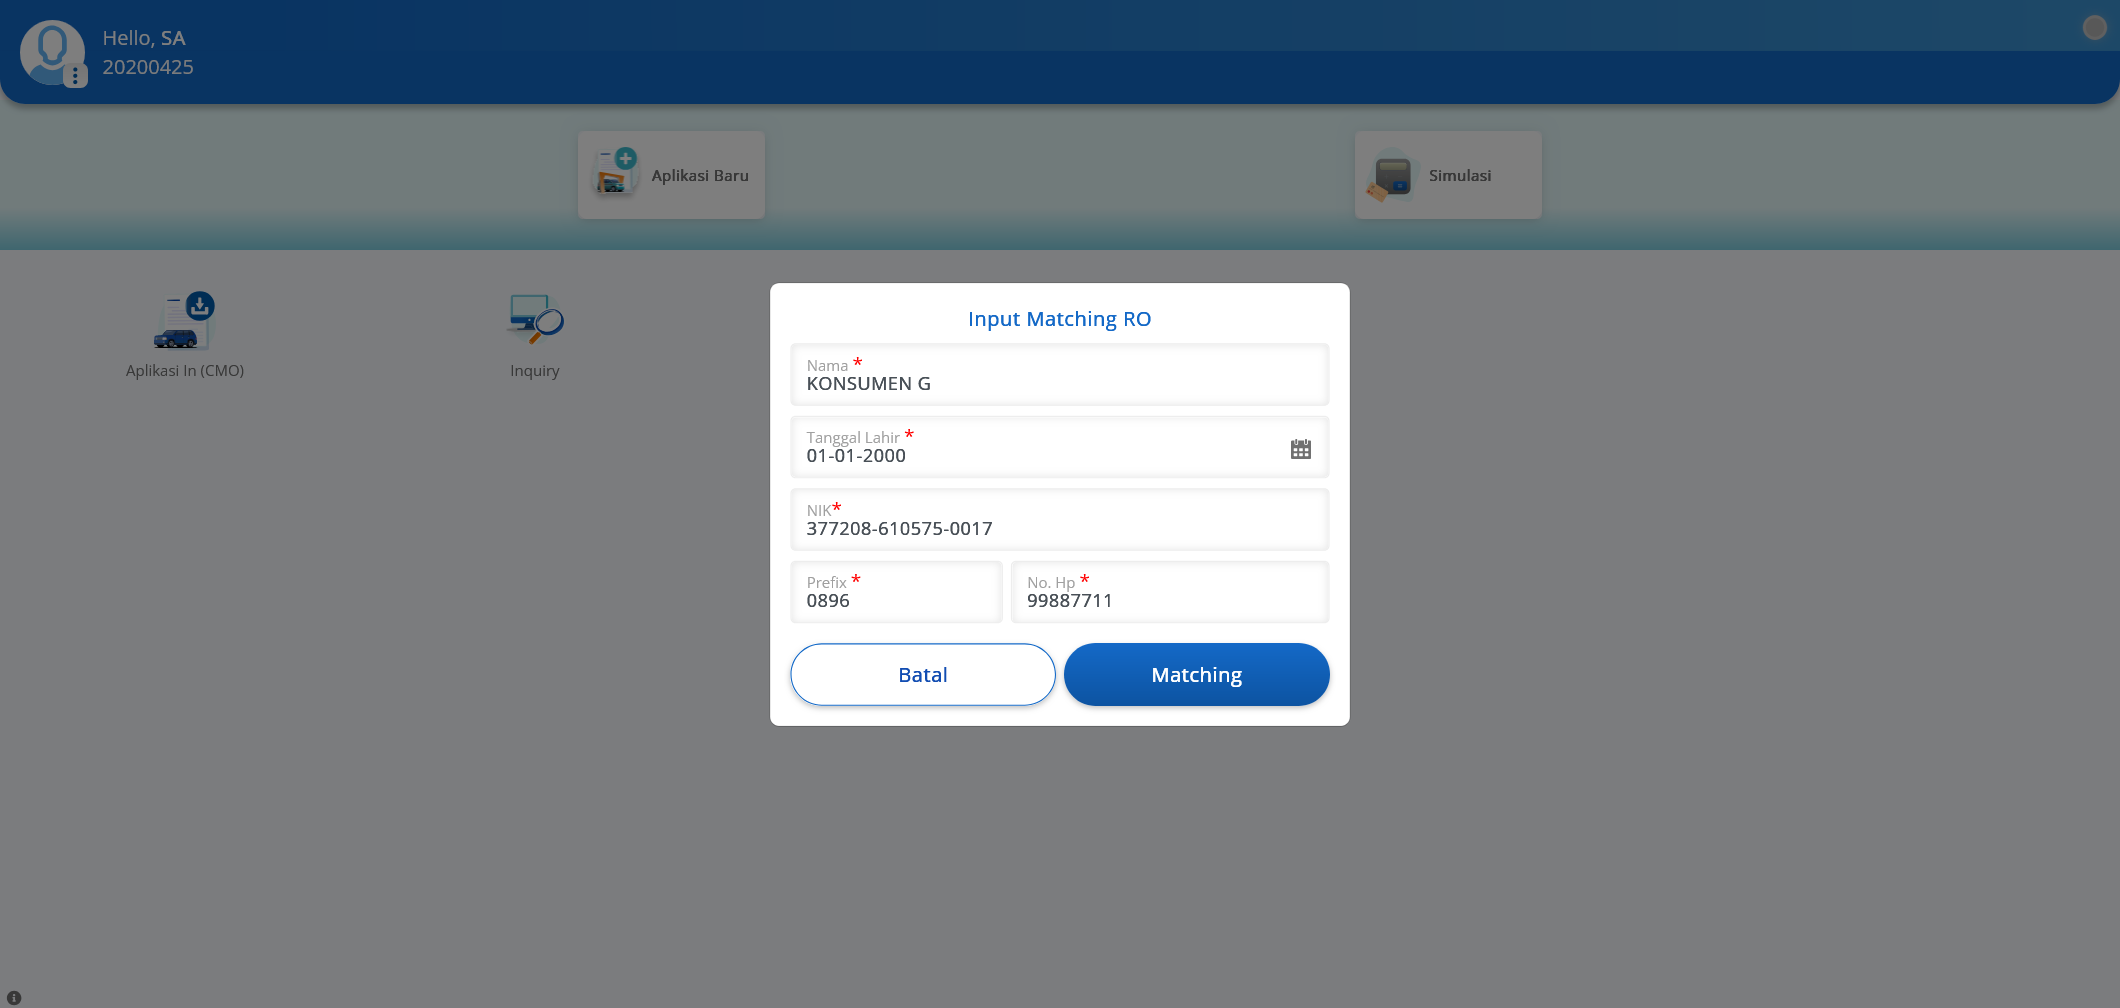 Hello, SA
20200425
Aplikasi Baru
Simulasi
Aplikasi In (CMO)
Inquiry
Input Matching RO
Nama *
KONSUMEN G
Tanggal Lahir *
01-01-2000
NIK*
377208-610575-0017
Prefix *
0896
No. Hp *
99887711
Batal
Matching